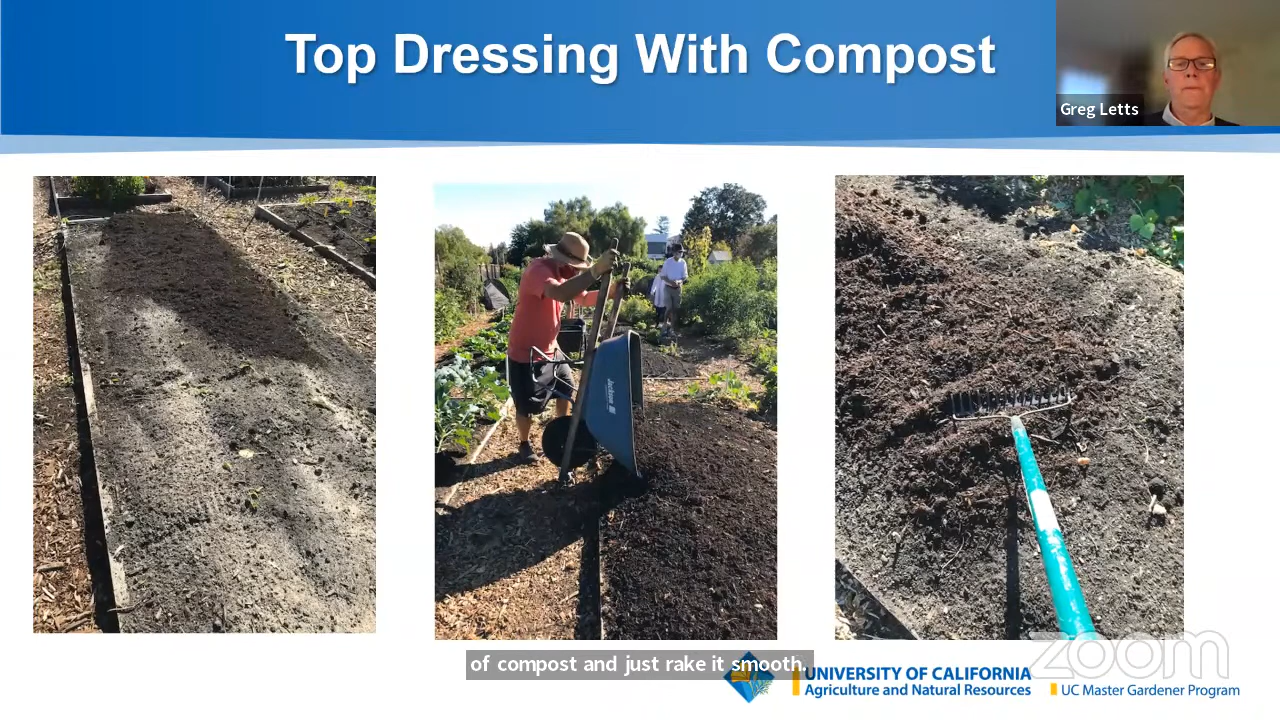 Top Dressing With Compost
Greg Letts
Jackson
of compost and just rake it smooth.
UNIVERSITY OF CALIFORNIA
Agriculture and Natural Resources
UC Master Gardener Program
zoom